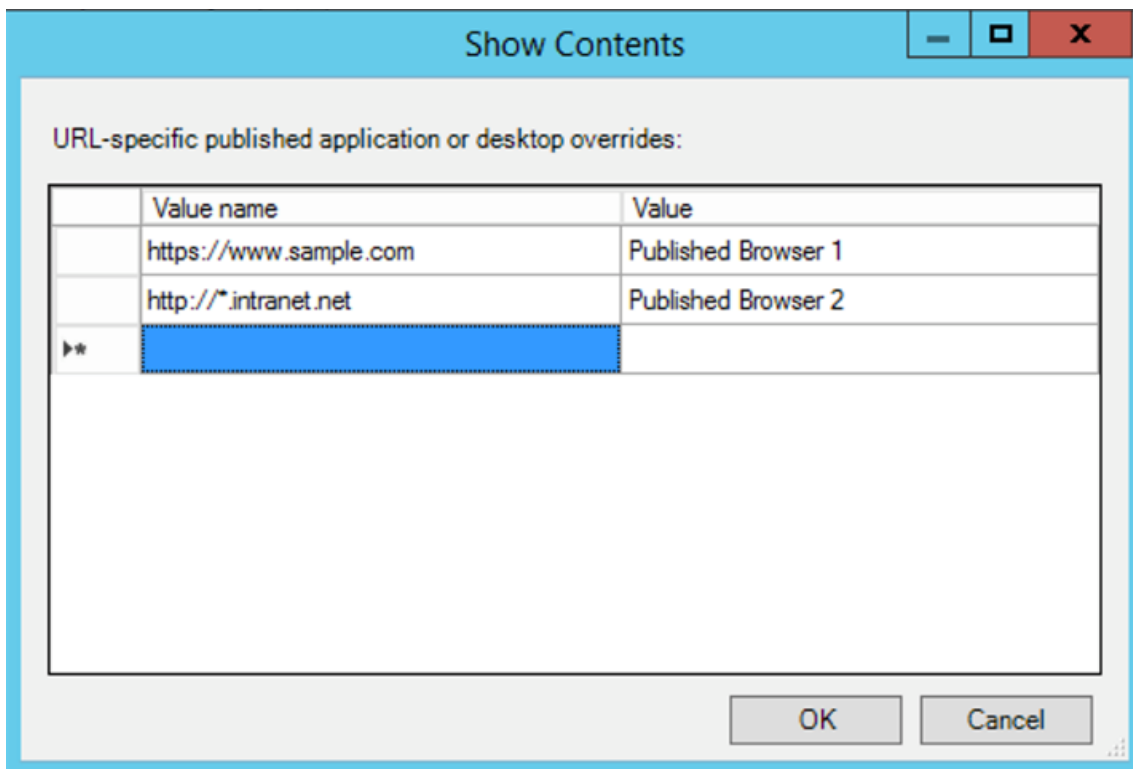 Show Contents
URL-specific published application or desktop overrides:
Value name Value
https://www.sample.com Published Browser 1
http://*.intranet.net Published Browser 2
OK Cancel